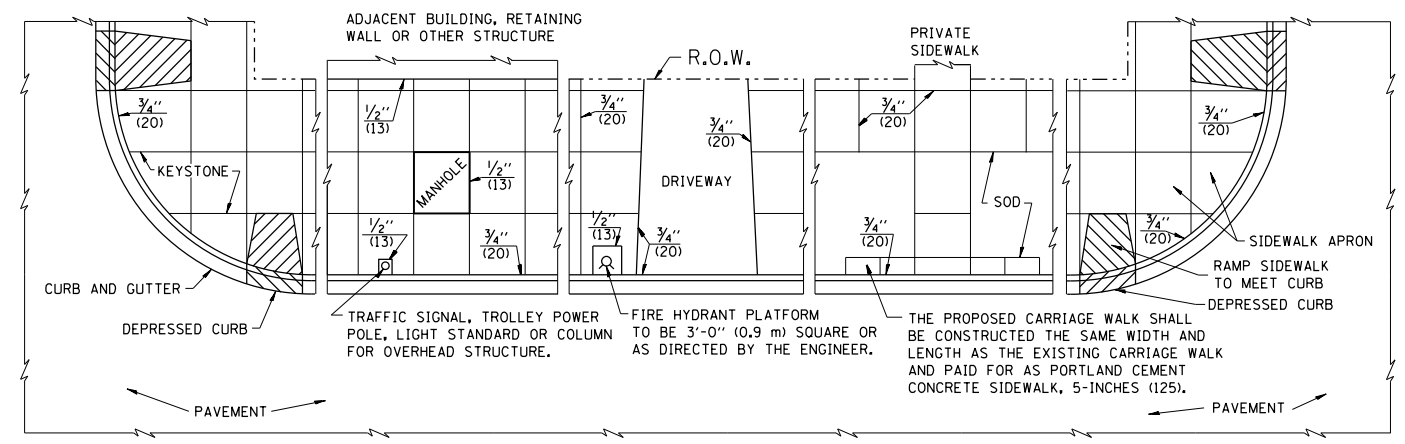 ADJACENT BUILDING, RETAINING
WALL OR OTHER STRUCTURE
R.O.W.
PRIVATE
SIDEWALK
3/4"
(20)
1/2"
(13)
3/4"
(20)
3/4"
(20)
3/4"
(20)
3/4"
(20)
KEYSTONE
MANHOLE
1/2"
(13)
DRIVEWAY
SOD
1/2"
(13)
3/4"
(20)
1/2"
(13)
3/4"
(20)
3/4"
(20)
3/4"
(20)
SIDEWALK APRON
RAMP SIDEWALK
TO MEET CURB
DEPRESSED CURB
CURB AND GUTTER
DEPRESSED CURB
TRAFFIC SIGNAL, TROLLEY POWER
POLE, LIGHT STANDARD OR COLUMN
FOR OVERHEAD STRUCTURE.
FIRE HYDRANT PLATFORM
TO BE 3'-0" (0.9 m) SQUARE OR
AS DIRECTED BY THE ENGINEER.
THE PROPOSED CARRIAGE WALK SHALL
BE CONSTRUCTED THE SAME WIDTH AND
LENGTH AS THE EXISTING CARRIAGE WALK
AND PAID FOR AS PORTLAND CEMENT
CONCRETE SIDEWALK, 5-INCHES (125).
PAVEMENT
PAVEMENT